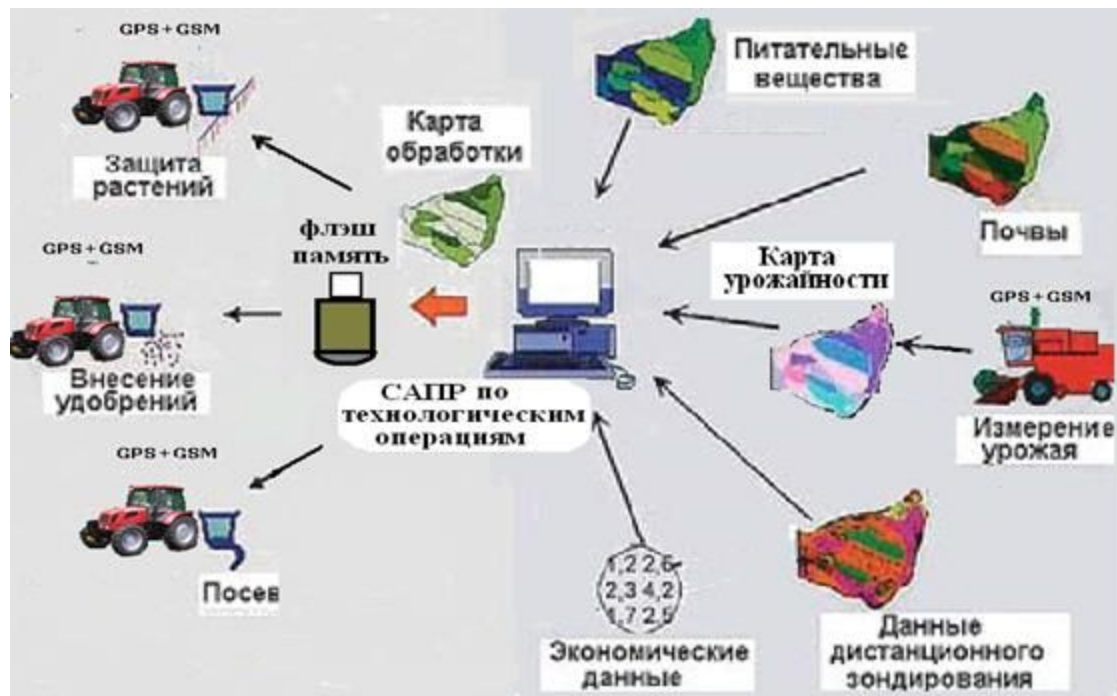 GPS+GSM
Защита
растений
GPS+GSM
Внесение
удобрений
GPS+GSM
Посев
Карта
обработки
флэш
память
САПР по
технологическим
операциям
Питательные
вещества
Почвы
Карта
урожайности
GPS+GSM
Измерение
урожая
1,2 2,6
2,3 4,2
1,7 2,5
Экономические
данные
Данные
дистанционного
зондирования